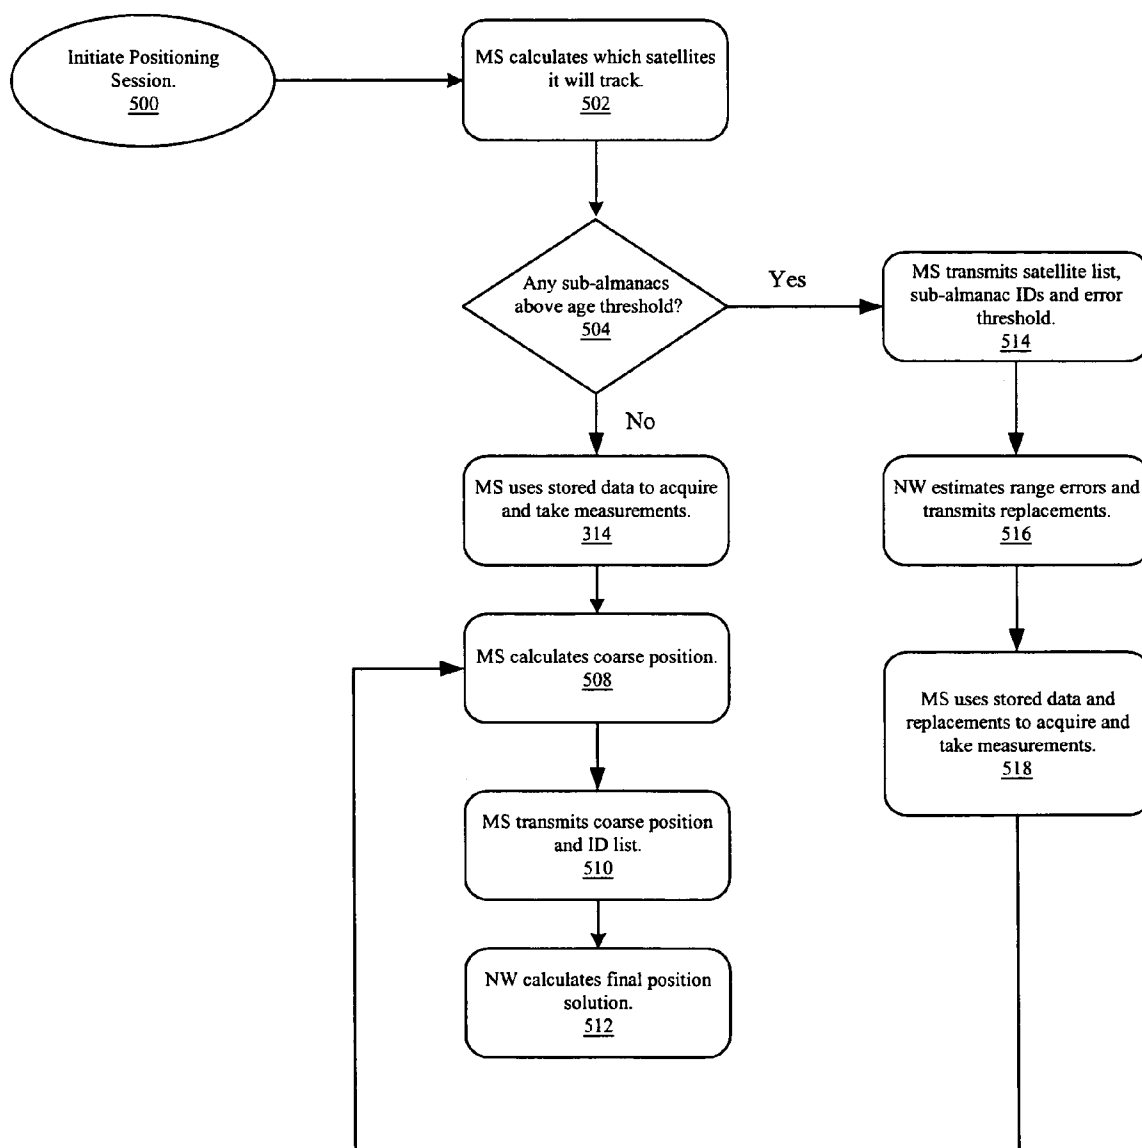 Initiate Positioning
Session.
500
MS calculates which satellites
it will track.
502
Any sub-almanacs
above age threshold?
504
Yes
MS transmits satellite list,
sub-almanac IDs and error
threshold.
514
No
MS uses stored data to acquire
and take measurements.
314
NW estimates range errors and
transmits replacements.
516
MS calculates coarse position.
508
MS uses stored data and
replacements to acquire and
take measurements.
518
MS transmits coarse position
and ID list.
510
NW calculates final position
solution.
512